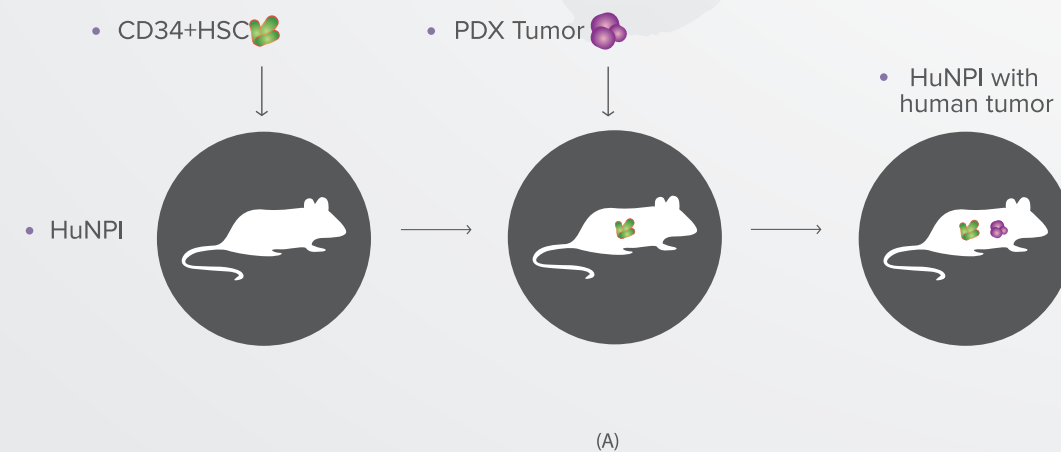 • CD34+HSC
• PDX Tumor
• HuNPI with
human tumor
• HuNPI
(A)